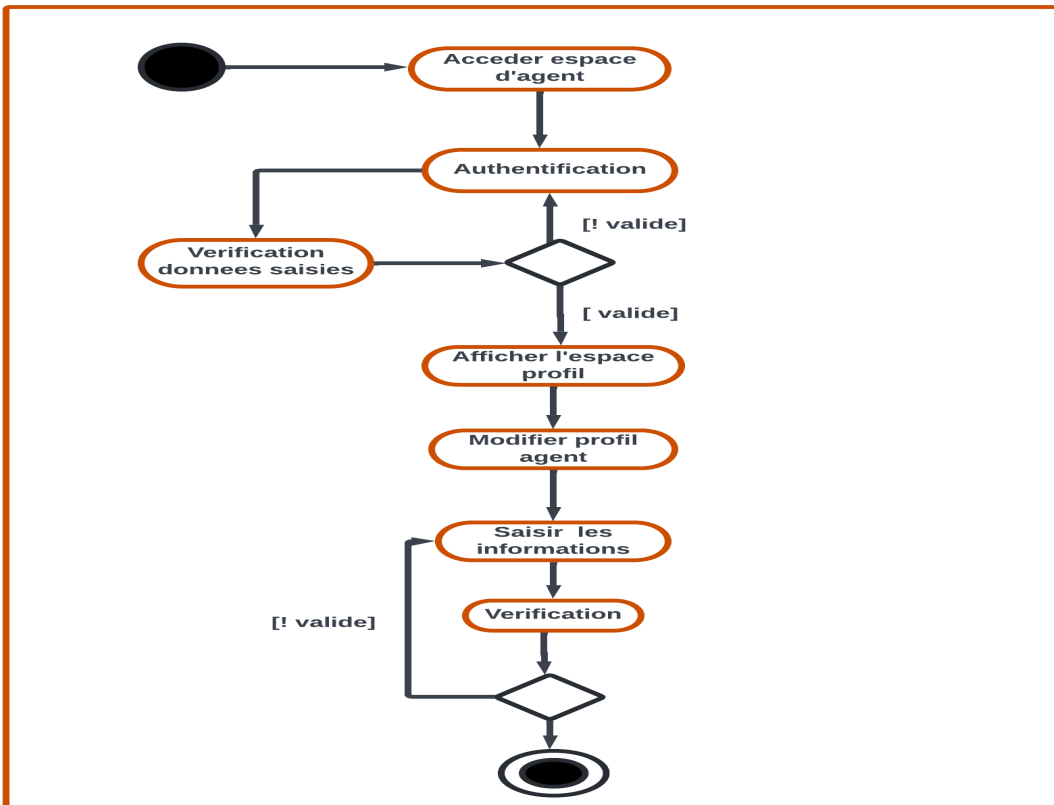 Acceder espace
d'agent
Authentification
[! valide]
Verification
donnees saisies
[ valide]
Afficher l'espace
profil
Modifier profil
agent
Saisir  les
informations
Verification
[! valide]